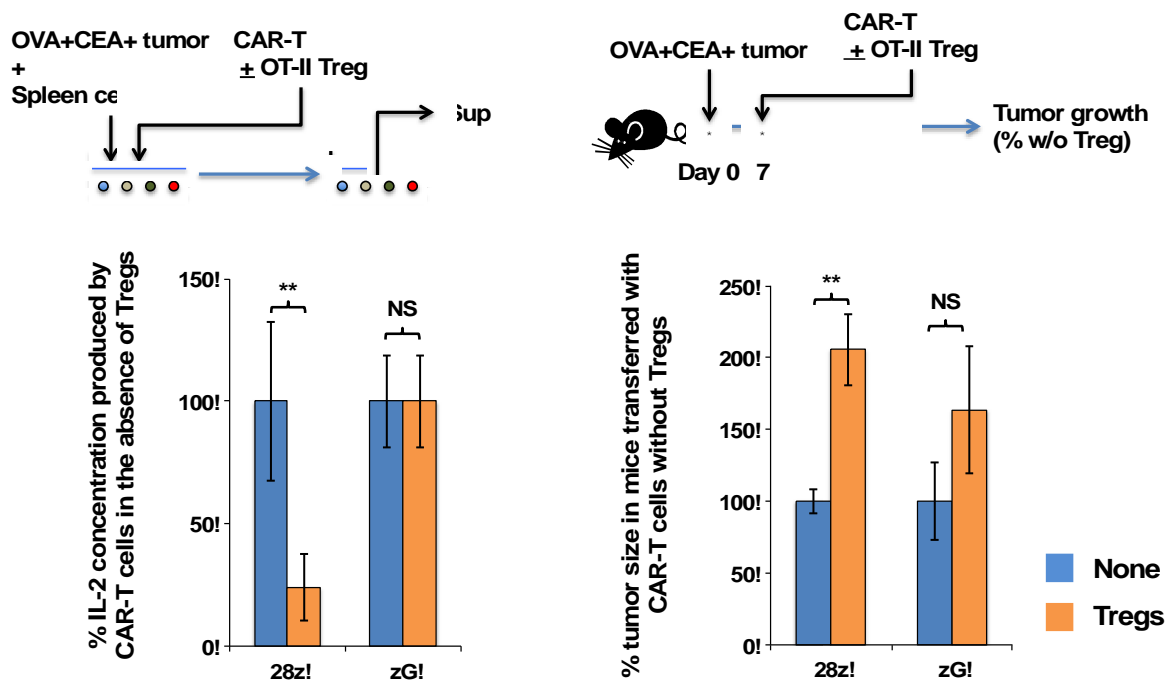 OVA+CEA+ tumor
+
Spleen ce
CAR-T
+ OT-II Treg
Sup
OVA+CEA+ tumor
CAR-T
+ OT-II Treg
Day 0 7
Tumor growth
(% w/o Treg)
% IL-2 concentration produced by
CAR-T cells in the absence of Tregs
150!
100!
50!
0!
**
NS
28z!
zG!
% tumor size in mice transferred with
CAR-T cells without Tregs
250!
200!
150!
100!
50!
0!
**
NS
28z!
zG!
None
Tregs